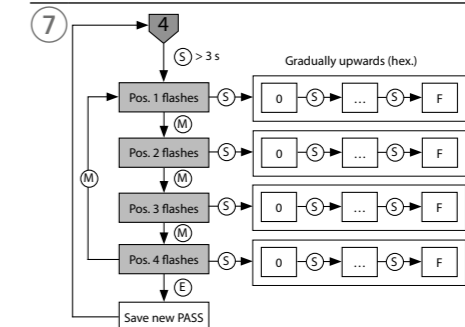 7
4
S > 3 s
Gradually upwards (hex.)
Pos. 1 flashes S 0 S ... S F
M
Pos. 2 flashes S 0 S ... S F
M
M
Pos. 3 flashes S 0 S ... S F
M
Pos. 4 flashes S 0 S ... S F
E
Save new PASS